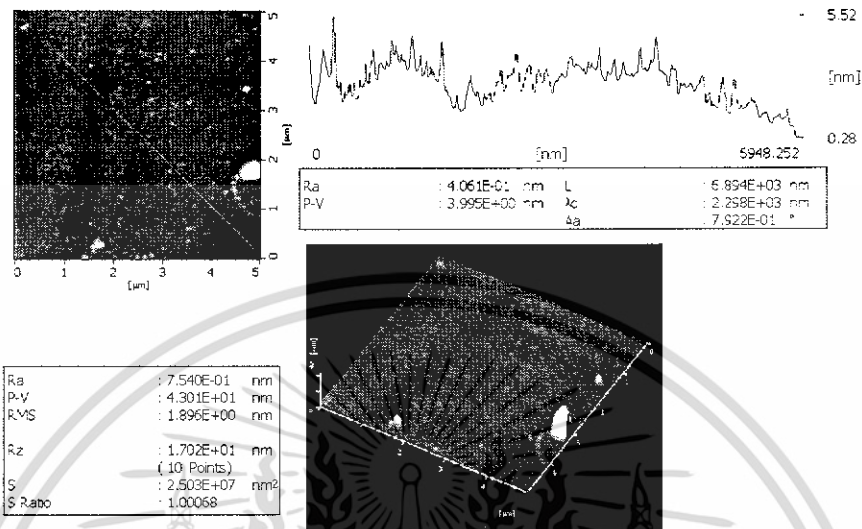 5
4
3
2
1
0
[µm]
0 1 2 3 4 5
[µm]
5.52
[nm]
0.28
0 [nm] 5948.252
Ra : 4.061E-01 nm L : 6.894E+03 nm
P-V : 3.995E+00 nm λc : 2.298E+03 nm
Δa : 7.922E-01 °
Ra : 7.540E-01 nm
P-V : 4.301E+01 nm
RMS : 1.896E+00 nm
Rz : 1.702E+01 nm
( 10 Points)
S : 2.503E+07 nm²
S Ratio : 1.00068